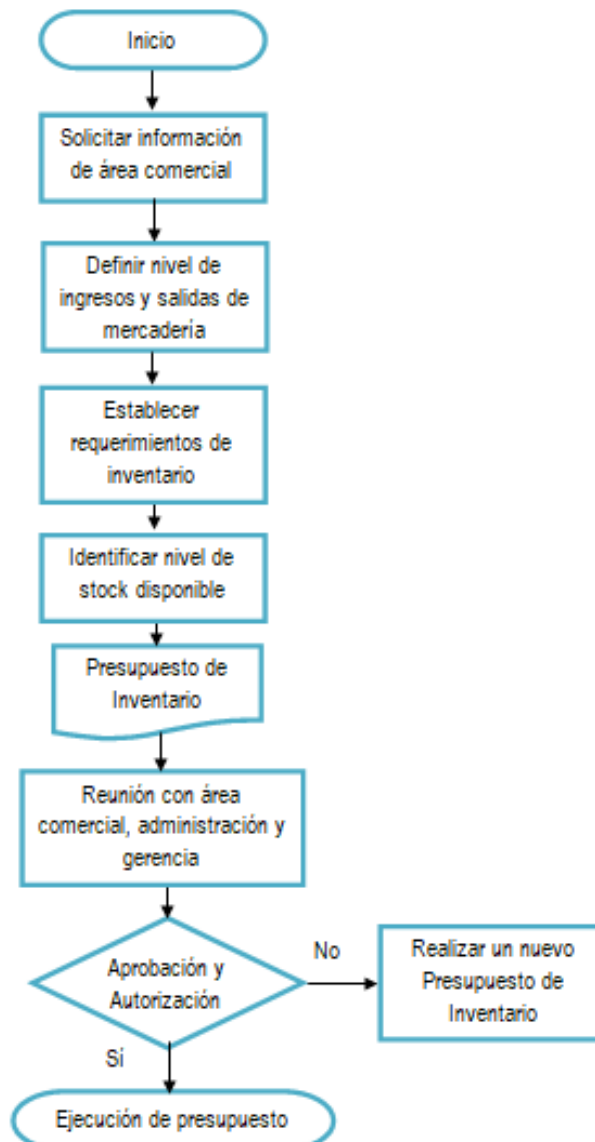 Inicio
Solicitar información
de área comercial
Definir nivel de
ingresos y salidas de
mercadería
Establecer
requerimientos de
inventario
Identificar nivel de
stock disponible
Presupuesto de
Inventario
Reunión con área
comercial, administración y
gerencia
Aprobación y
Autorización
No
Realizar un nuevo
Presupuesto de
Inventario
Sí
Ejecución de presupuesto